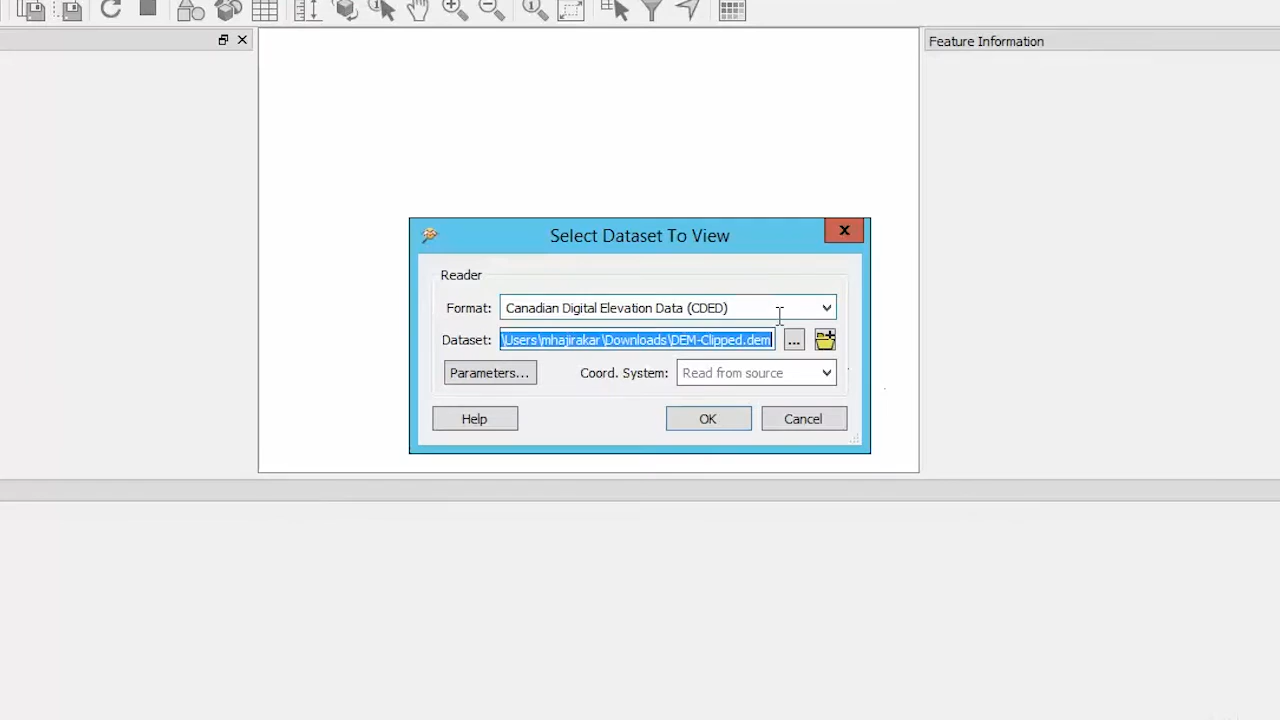 Feature Information
Select Dataset To View
Reader
Format: Canadian Digital Elevation Data (CDED)
Dataset: \Users\mhajirakar\Downloads\DEM-Clipped.dem ...
Parameters... Coord. System: Read from source
Help OK Cancel